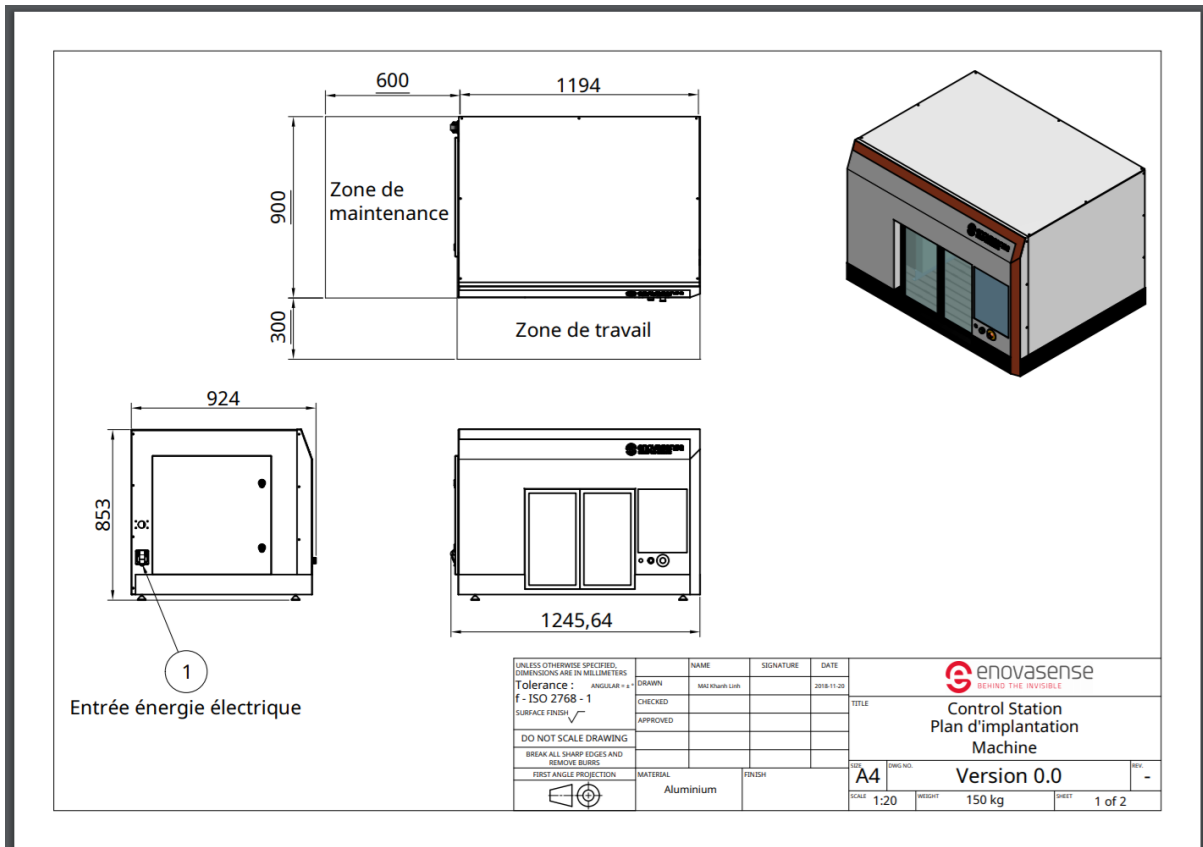 600
1194
900
Zone de
maintenance
300
Zone de travail
924
853
1245,64
1
Entrée énergie électrique
enovasense
UNLESS OTHERWISE SPECIFIED,
DIMENSIONS ARE IN MILLIMETERS
Tolerance : ANGULAR = ± °
f - ISO 2768 - 1
SURFACE FINISH
DO NOT SCALE DRAWING
BREAK ALL SHARP EDGES AND
REMOVE BURRS
FIRST ANGLE PROJECTION
NAME SIGNATURE DATE
DRAWN MAI Khanh Linh 2018-11-20
CHECKED
APPROVED
MATERIAL
Aluminium
FINISH
enovasense
BEHIND THE INVISIBLE
TITLE
Control Station
Plan d'implantation
Machine
SIZE
A4
DWG NO.
Version 0.0
REV.
-
SCALE 1:20 WEIGHT 150 kg SHEET 1 of 2